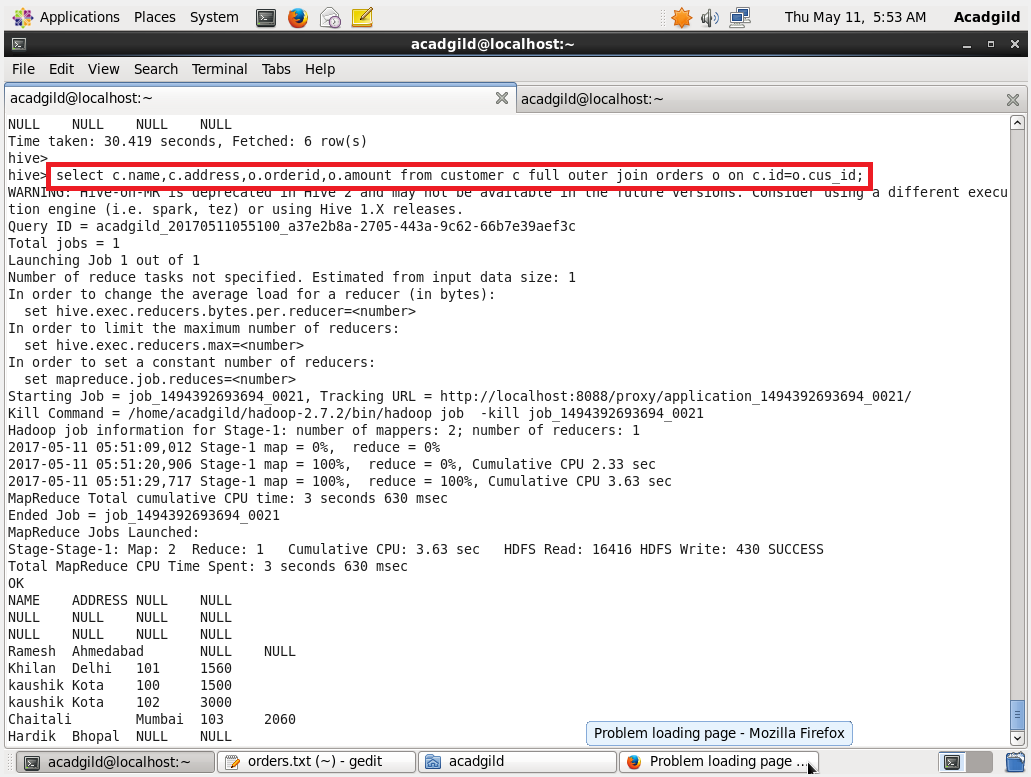 Applications Places System Thu May 11, 5:53 AM Acadgild
acadgild@localhost:~
File Edit View Search Terminal Tabs Help
acadgild@localhost:~ acadgild@localhost:~
NULL NULL NULL NULL
Time taken: 30.419 seconds, Fetched: 6 row(s)
hive>
hive> select c.name,c.address,o.orderid,o.amount from customer c full outer join orders o on c.id=o.cus_id;
WARNING: Hive-on-MR is deprecated in Hive 2 and may not be available in the future versions. Consider using a different execu
tion engine (i.e. spark, tez) or using Hive 1.X releases.
Query ID = acadgild_20170511055100_a37e2b8a-2705-443a-9c62-66b7e39aef3c
Total jobs = 1
Launching Job 1 out of 1
Number of reduce tasks not specified. Estimated from input data size: 1
In order to change the average load for a reducer (in bytes):
  set hive.exec.reducers.bytes.per.reducer=<number>
In order to limit the maximum number of reducers:
  set hive.exec.reducers.max=<number>
In order to set a constant number of reducers:
  set mapreduce.job.reduces=<number>
Starting Job = job_1494392693694_0021, Tracking URL = http://localhost:8088/proxy/application_1494392693694_0021/
Kill Command = /home/acadgild/hadoop-2.7.2/bin/hadoop job  -kill job_1494392693694_0021
Hadoop job information for Stage-1: number of mappers: 2; number of reducers: 1
2017-05-11 05:51:09,012 Stage-1 map = 0%,  reduce = 0%
2017-05-11 05:51:20,906 Stage-1 map = 100%,  reduce = 0%, Cumulative CPU 2.33 sec
2017-05-11 05:51:29,717 Stage-1 map = 100%,  reduce = 100%, Cumulative CPU 3.63 sec
MapReduce Total cumulative CPU time: 3 seconds 630 msec
Ended Job = job_1494392693694_0021
MapReduce Jobs Launched:
Stage-Stage-1: Map: 2  Reduce: 1   Cumulative CPU: 3.63 sec   HDFS Read: 16416 HDFS Write: 430 SUCCESS
Total MapReduce CPU Time Spent: 3 seconds 630 msec
OK
NAME ADDRESS NULL NULL
NULL NULL NULL NULL
NULL NULL NULL NULL
Ramesh Ahmedabad NULL NULL
Khilan Delhi 101 1560
kaushik Kota 100 1500
kaushik Kota 102 3000
Chaitali Mumbai 103 2060
Hardik Bhopal NULL NULL
Problem loading page - Mozilla Firefox
acadgild@localhost:~ orders.txt (~) - gedit acadgild Problem loading page ...